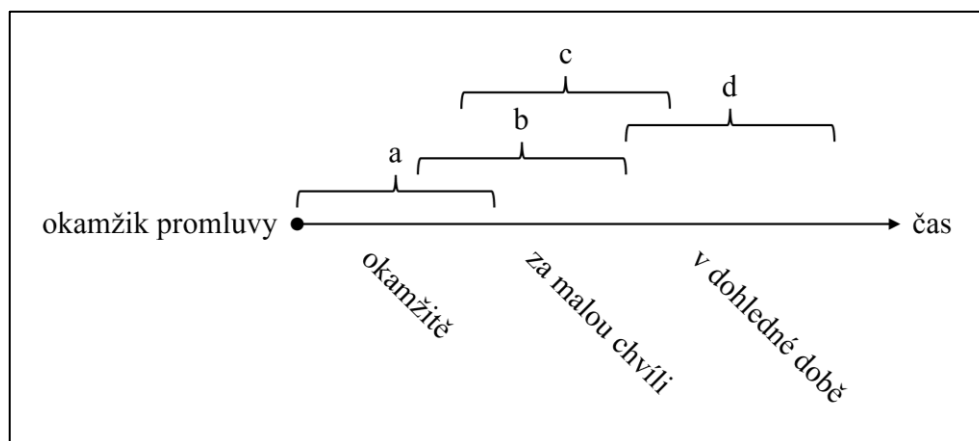 c
d
b
a
okamžik promluvy
čas
okamžitě
za malou chvíli
v dohledné době